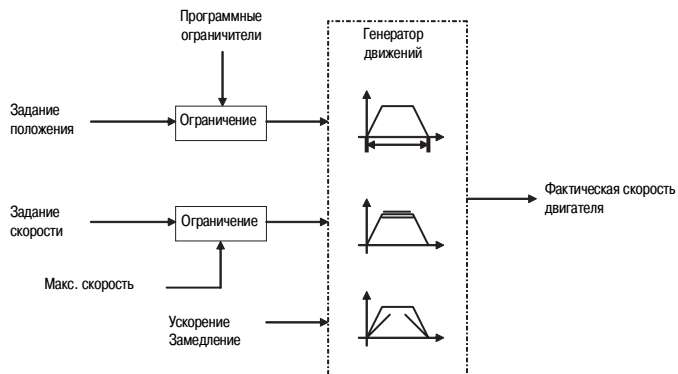 Программные
ограничители
Генератор
движений
Задание
положения
Ограничение
Задание
скорости
Ограничение
Фактическая скорость
двигателя
Макс. скорость
Ускорение
Замедление